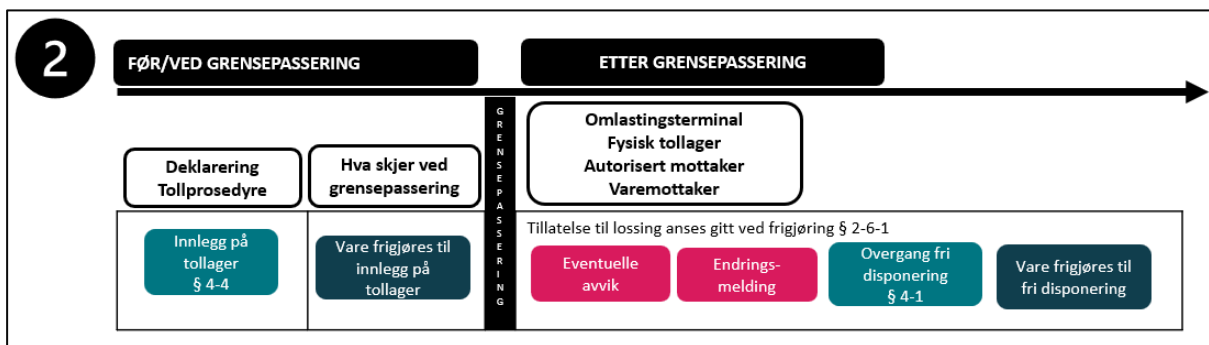 2
FØR/VED GRENSEPASSERING
ETTER GRENSEPASSERING
Deklarering
Tollprosedyre
Hva skjer ved
grensepassering
GRENSEPASSERING
Omlastingsterminal
Fysisk tollager
Autorisert mottaker
Varemottaker
Innlegg på
tollager
§ 4-4
Vare frigjøres til
innlegg på
tollager
Tillatelse til lossing anses gitt ved frigjøring § 2-6-1
Eventuelle
avvik
Endrings-
melding
Overgang fri
disponering
§ 4-1
Vare frigjøres til
fri disponering